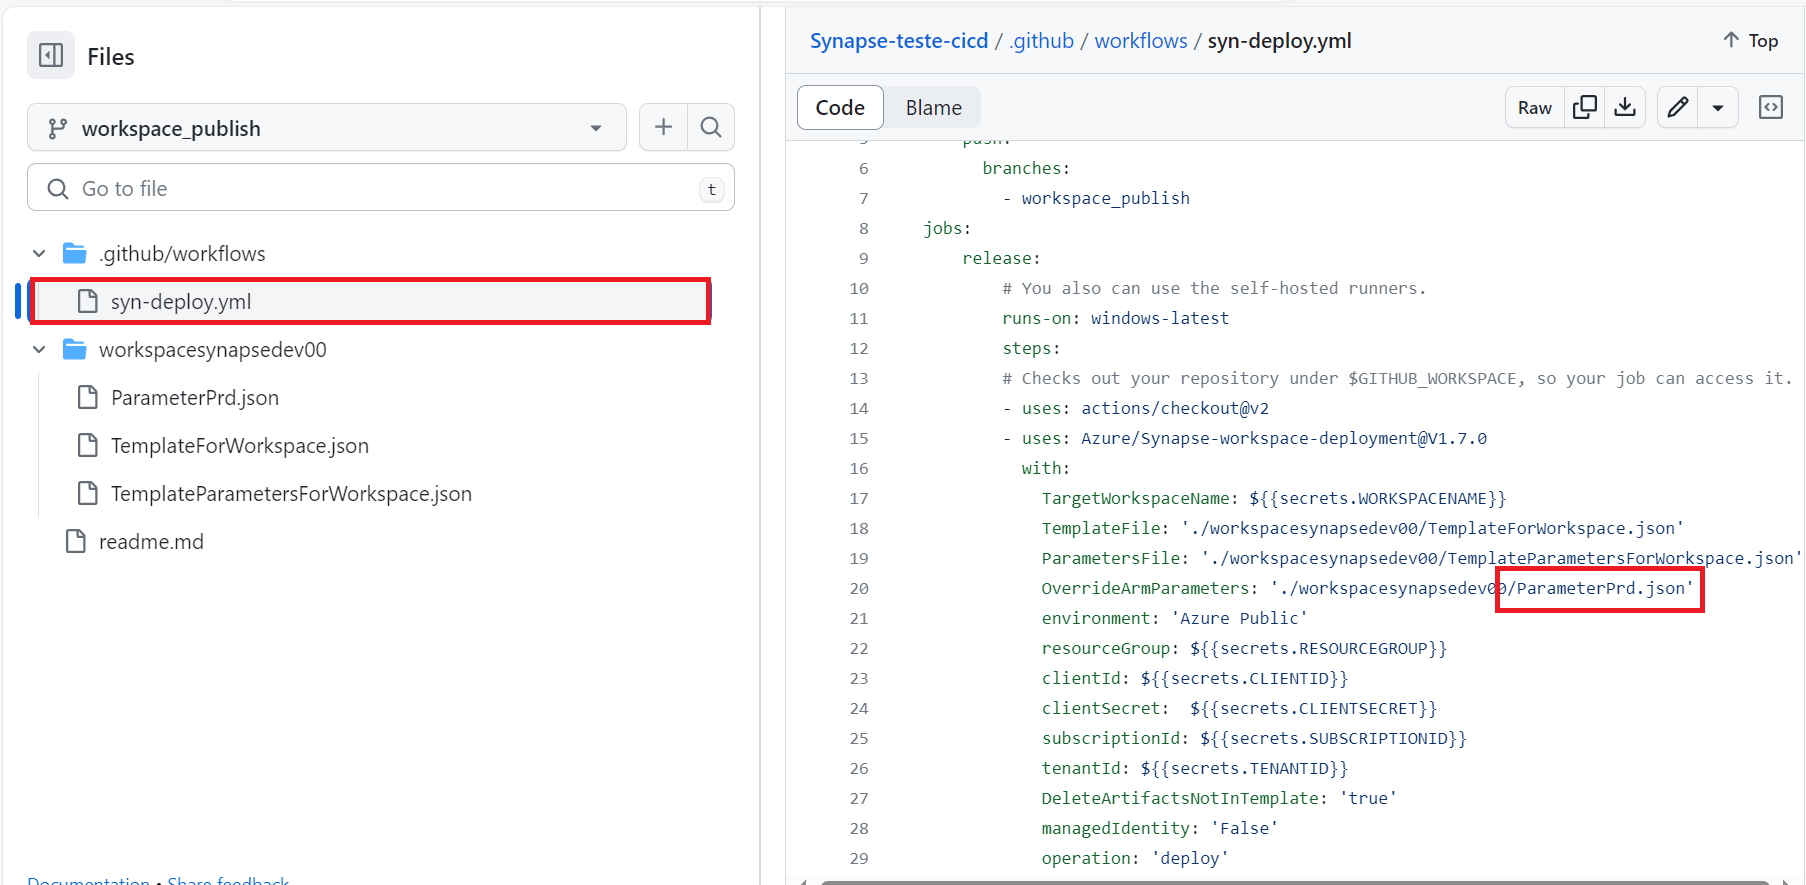 Files
workspace_publish
Go to file
t
.github/workflows
syn-deploy.yml
workspacesynapsedev00
ParameterPrd.json
TemplateForWorkspace.json
TemplateParametersForWorkspace.json
readme.md
Documentation • Share feedback
Synapse-teste-cicd / .github / workflows / syn-deploy.yml
Top
Code
Blame
Raw
5 push:
6 branches:
7 - workspace_publish
8 jobs:
9 release:
10 # You also can use the self-hosted runners.
11 runs-on: windows-latest
12 steps:
13 # Checks out your repository under $GITHUB_WORKSPACE, so your job can access it.
14 - uses: actions/checkout@v2
15 - uses: Azure/Synapse-workspace-deployment@V1.7.0
16 with:
17 TargetWorkspaceName: ${{secrets.WORKSPACENAME}}
18 TemplateFile: './workspacesynapsedev00/TemplateForWorkspace.json'
19 ParametersFile: './workspacesynapsedev00/TemplateParametersForWorkspace.json'
20 OverrideArmParameters: './workspacesynapsedev00/ParameterPrd.json'
21 environment: 'Azure Public'
22 resourceGroup: ${{secrets.RESOURCEGROUP}}
23 clientId: ${{secrets.CLIENTID}}
24 clientSecret:  ${{secrets.CLIENTSECRET}}
25 subscriptionId: ${{secrets.SUBSCRIPTIONID}}
26 tenantId: ${{secrets.TENANTID}}
27 DeleteArtifactsNotInTemplate: 'true'
28 managedIdentity: 'False'
29 operation: 'deploy'